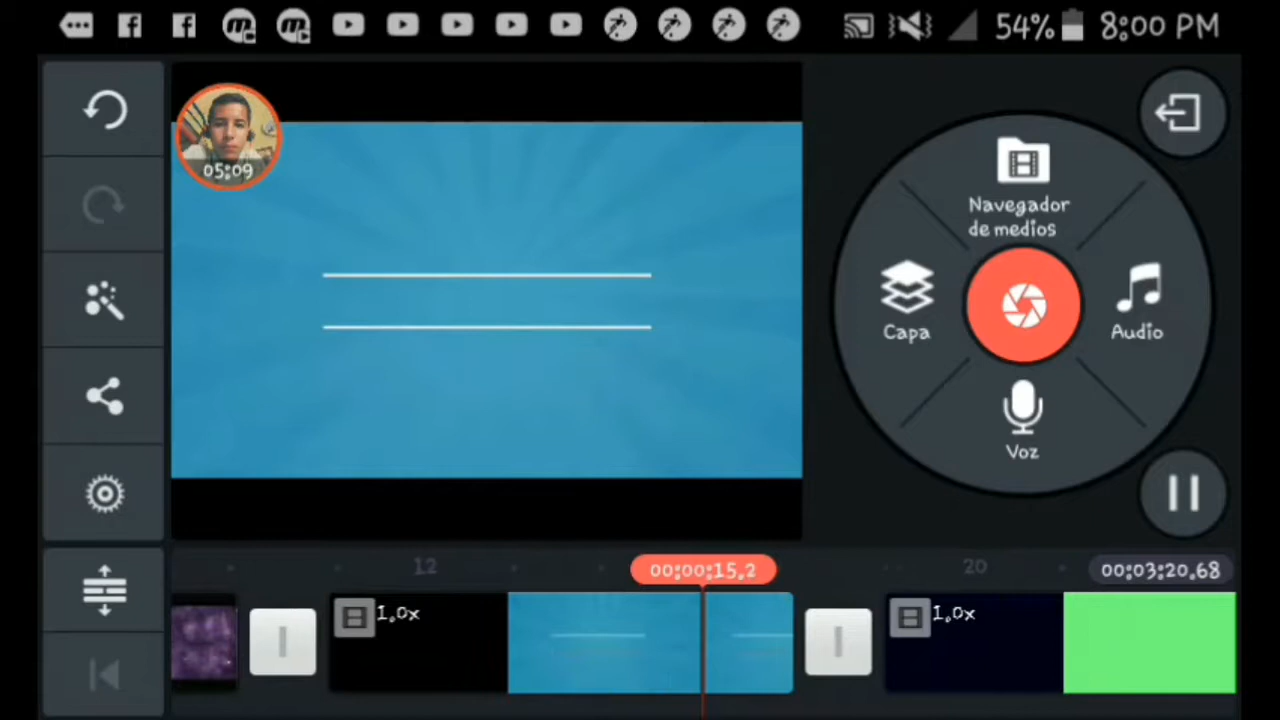 54% 8:00 PM
05:09
Navegador
de medios
Capa
Audio
Voz
12
00:00:15.2
20
00:03:20.68
1.0x
1.0x